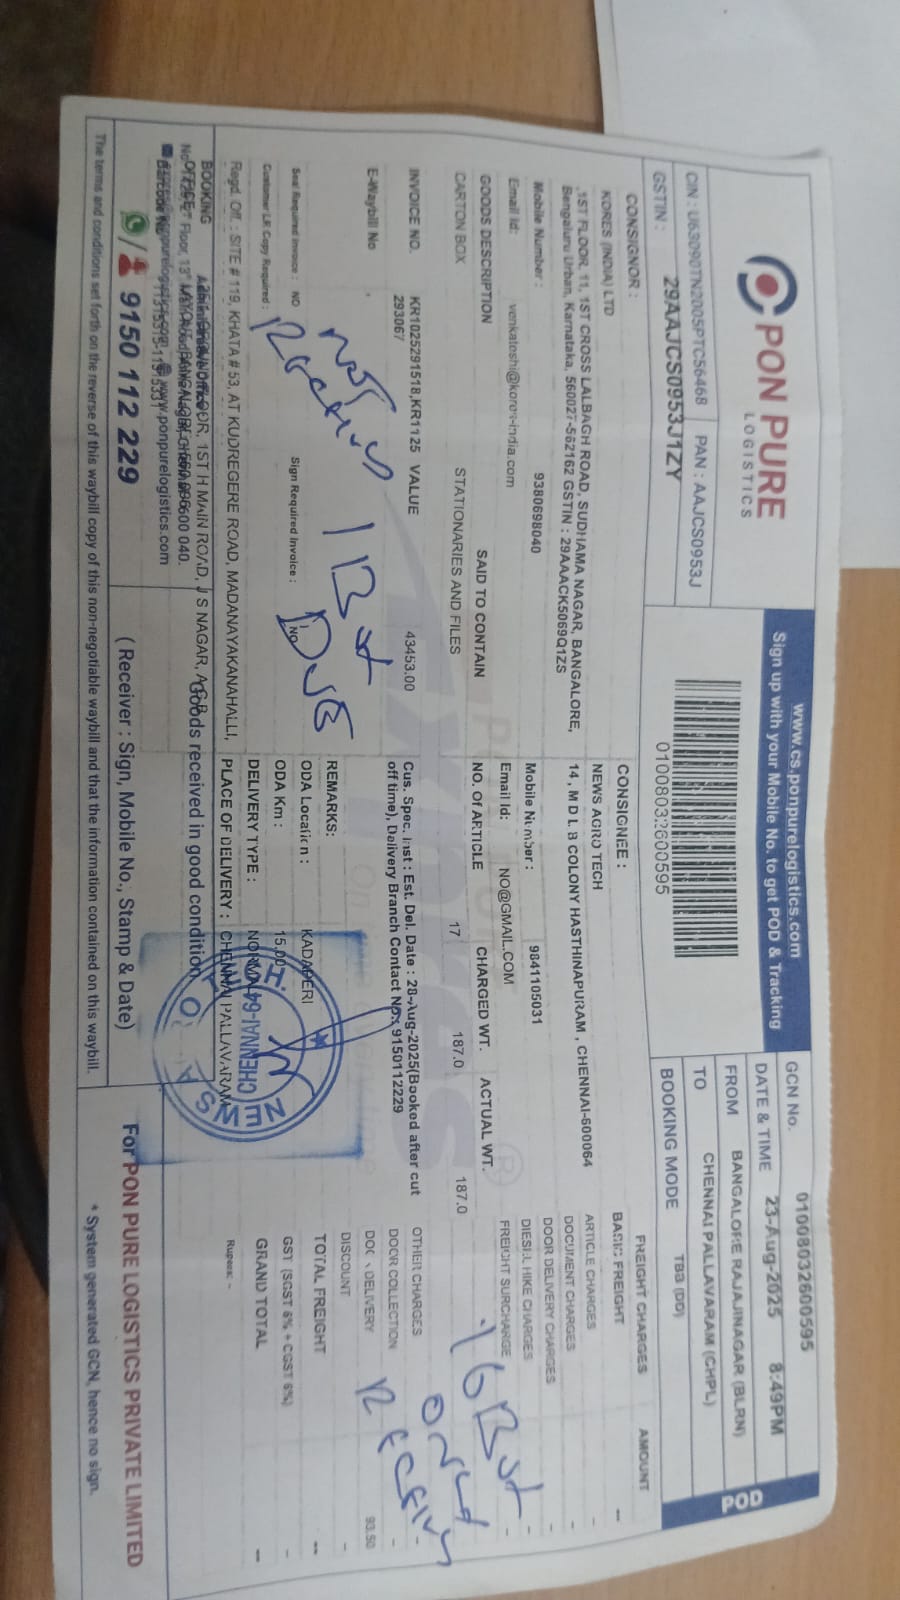 PON PURE
LOGISTICS
CIN : U63090TN2005PTC56468 PAN : AAJCS0953J
GSTIN : 29AAJCS0953J1ZY
www.cs.ponpurelogistics.com
Sign up with your Mobile No. to get POD & Tracking
01008032600595
GCN No. 01008032600595
DATE & TIME 23-Aug-2025 8:49PM
FROM BANGALORE RAJAJINAGAR (BLRN)
TO CHENNAI PALLAVARAM (CHPL)
BOOKING MODE TBB (DD)
POD
CONSIGNOR :
KORES (INDIA) LTD
,1ST FLOOR, 11, 1ST CROSS LALBAGH ROAD, SUDHAMA NAGAR, BANGALORE,
Bengaluru Urban, Karnataka, 560027-562162 GSTIN : 29AAACK5069Q1ZS
Mobile Number : 9380698040
Email Id: venkatoshi@kores-india.com
CONSIGNEE :
NEWS AGRO TECH
14 , M D L B COLONY HASTHINAPURAM , CHENNAI-600064
Mobile Number : 9841105031
Email Id: NO@GMAIL.COM
GOODS DESCRIPTION SAID TO CONTAIN NO. Of ARTICLE CHARGED WT. ACTUAL WT.
CARTON BOX STATIONARIES AND FILES 17 187.0 187.0
INVOICE NO. KR1025291518,KR1125 VALUE 43453.00
293067
E-Waybill No
Cus. Spec. Inst : Est. Del. Date : 28-Aug-2025(Booked after cut
off time), Delivery Branch Contact No.: 9150112229
Not Receving 1 Box
DUE
Seal Required Invoice : NO Sign Required Invoice : NO
Customer LR Copy Required :
REMARKS:
ODA Location : KADAPERI
ODA Km : 15.00
DELIVERY TYPE : NORMAL
PLACE OF DELIVERY : CHENNAI PALLAVARAM
CHENNAI-64
FREIGHT CHARGES AMOUNT
BASIC FREIGHT --
ARTICLE CHARGES -
DOCUMENT CHARGES -
DOOR DELIVERY CHARGES -
DIESEL HIKE CHARGES -
FREIGHT SURCHARGE -
OTHER CHARGES -
DOOR COLLECTION -
DOOR DELIVERY 93.50
DISCOUNT -
TOTAL FREIGHT --
GST (SGST 6% + CGST 6%) -
GRAND TOTAL --
Rupees: -
16 Box
only
Receving
Regd. Off. : SITE # 119, KHATA # 53, AT KUDREGERE ROAD, MADANAYAKANAHALLI,
BOOKING
9150 112 229
Goods received in good condition
( Receiver : Sign, Mobile No., Stamp & Date)
For PON PURE LOGISTICS PRIVATE LIMITED
* System generated GCN, hence no sign.
The terms and conditions set forth on the reverse of this waybill copy of this non-negotiable waybill and that the information contained on this waybill.